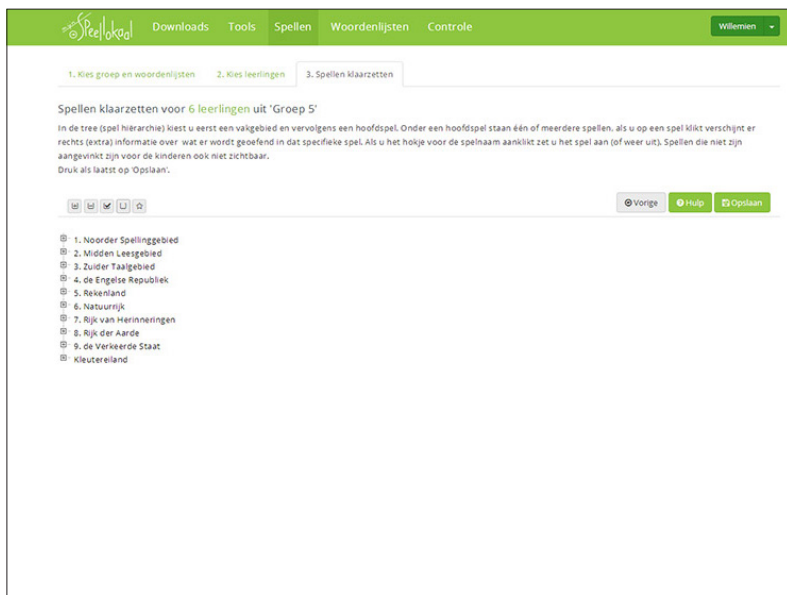 Speellokaal Downloads Tools Spellen Woordenlijsten Controle Willemien
1. Kies groep en woordenlijsten 2. Kies leerlingen 3. Spellen klaarzetten
Spellen klaarzetten voor 6 leerlingen uit 'Groep 5'
In de tree (spel hiërarchie) kiest u eerst een vakgebied en vervolgens een hoofdspel. Onder een hoofdspel staan één of meerdere spellen. als u op een spel klikt verschijnt er
rechts (extra) informatie over wat er wordt geoefend in dat specifieke spel. Als u het hokje voor de spelnaam aanklikt zet u het spel aan (of weer uit). Spellen die niet zijn
aangevinkt zijn voor de kinderen ook niet zichtbaar.
Druk als laatst op 'Opslaan'.
Vorige Hulp Opslaan
1. Noorder Spellinggebied
2. Midden Leesgebied
3. Zuider Taalgebied
4. de Engelse Republiek
5. Rekenland
6. Natuurrijk
7. Rijk van Herinneringen
8. Rijk der Aarde
9. de Verkeerde Staat
Kleutereiland